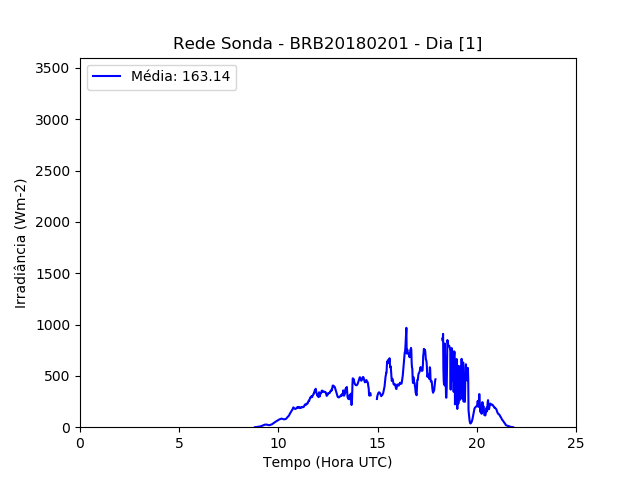 Rede Sonda - BRB20180201 - Dia [1]
Média: 163.14
Irradiância (Wm-2)
3500
3000
2500
2000
1500
1000
500
0
0 5 10 15 20 25
Tempo (Hora UTC)